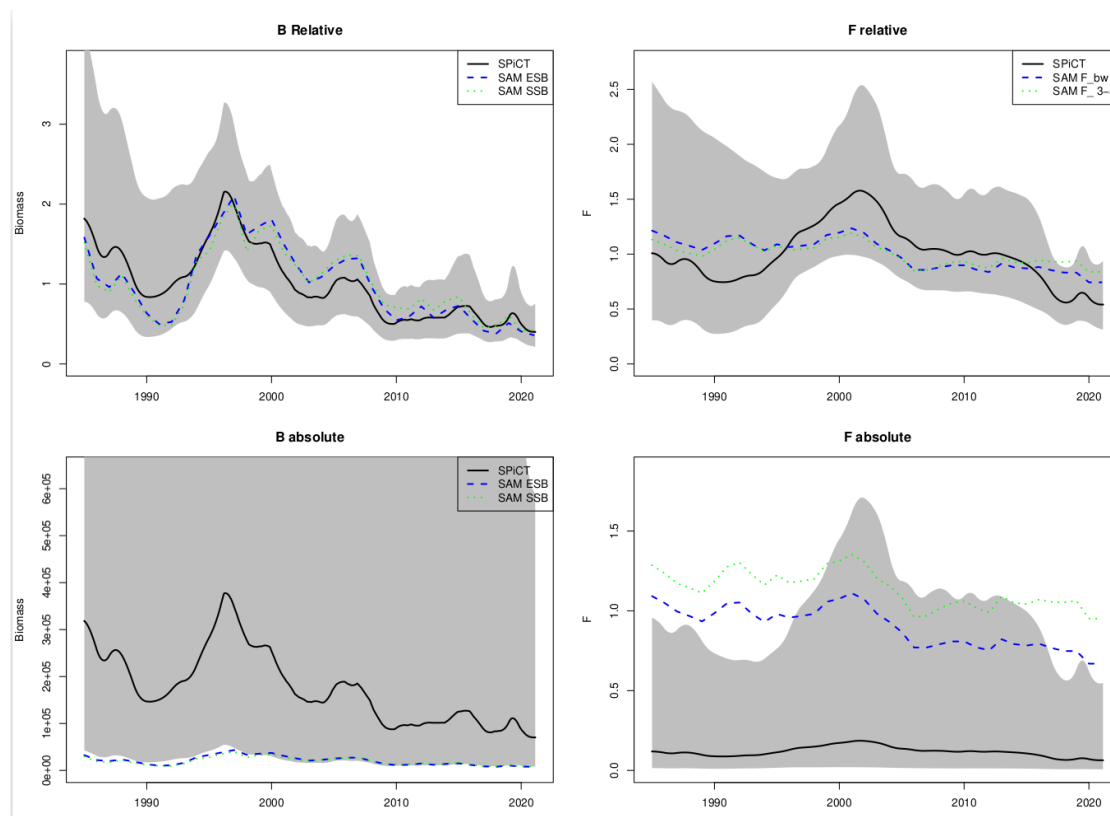 B Relative
SPiCT
SAM ESB
SAM SSB
Biomass
0 1 2 3
1990 2000 2010 2020
F relative
SPiCT
SAM F_bw
SAM F_ 3-
F
0.0 0.5 1.0 1.5 2.0 2.5
1990 2000 2010 2020
B absolute
SPiCT
SAM ESB
SAM SSB
Biomass
0e+00 1e+05 2e+05 3e+05 4e+05 5e+05 6e+05
1990 2000 2010 2020
F absolute
F
0.0 0.5 1.0 1.5
1990 2000 2010 2020